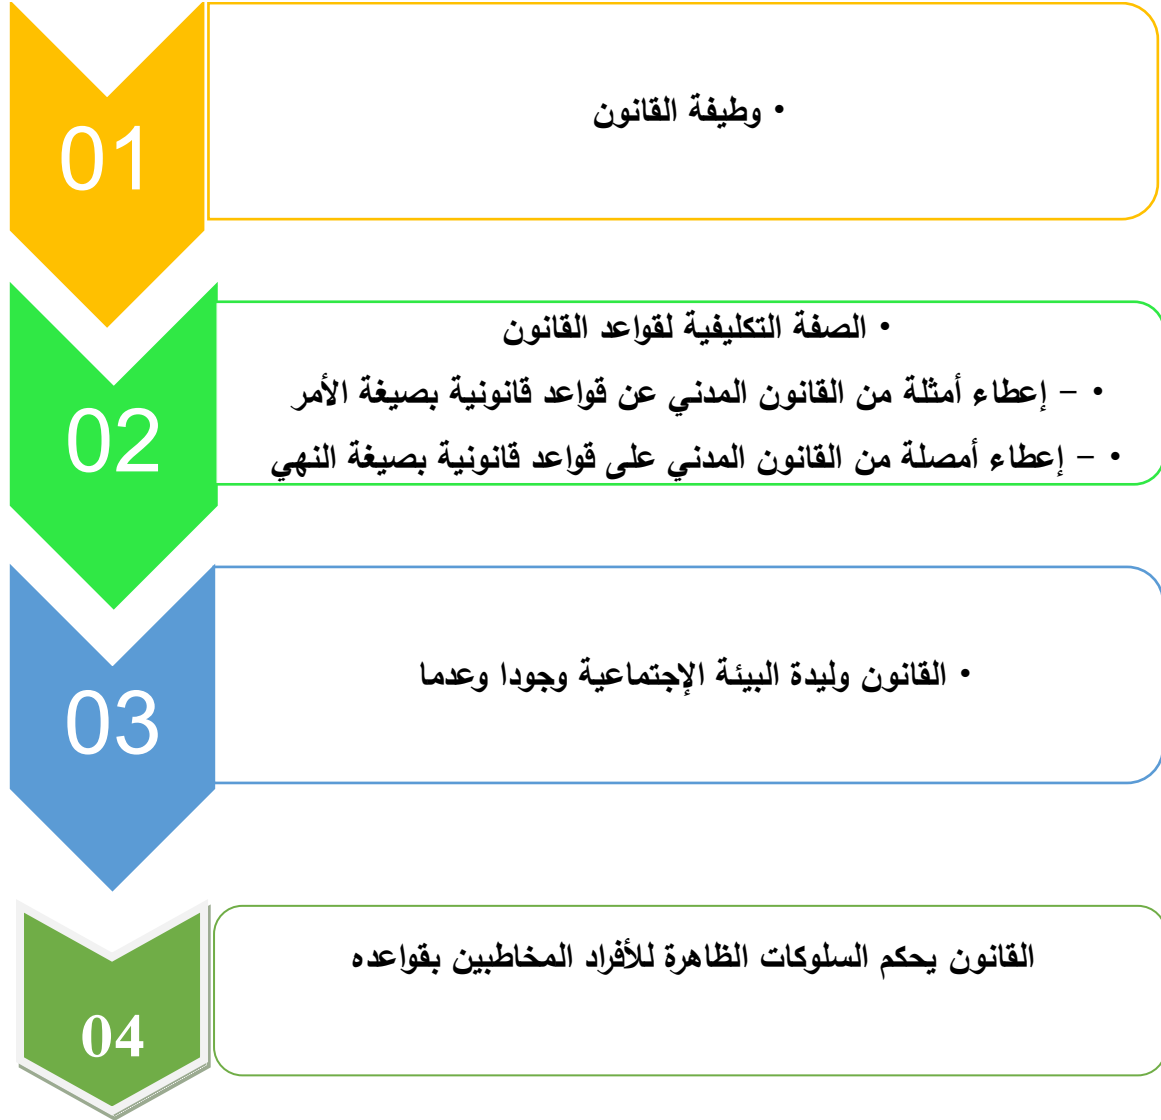 01
• وطيفة القانون
02
• الصفة التكليفية لقواعد القانون
• – إعطاء أمثلة من القانون المدني عن قواعد قانونية بصيغة الأمر
• – إعطاء أمصلة من القانون المدني على قواعد قانونية بصيغة النهي
03
• القانون وليدة البيئة الإجتماعية وجودا وعدما
04
القانون يحكم السلوكات الظاهرة للأفراد المخاطبين بقواعده